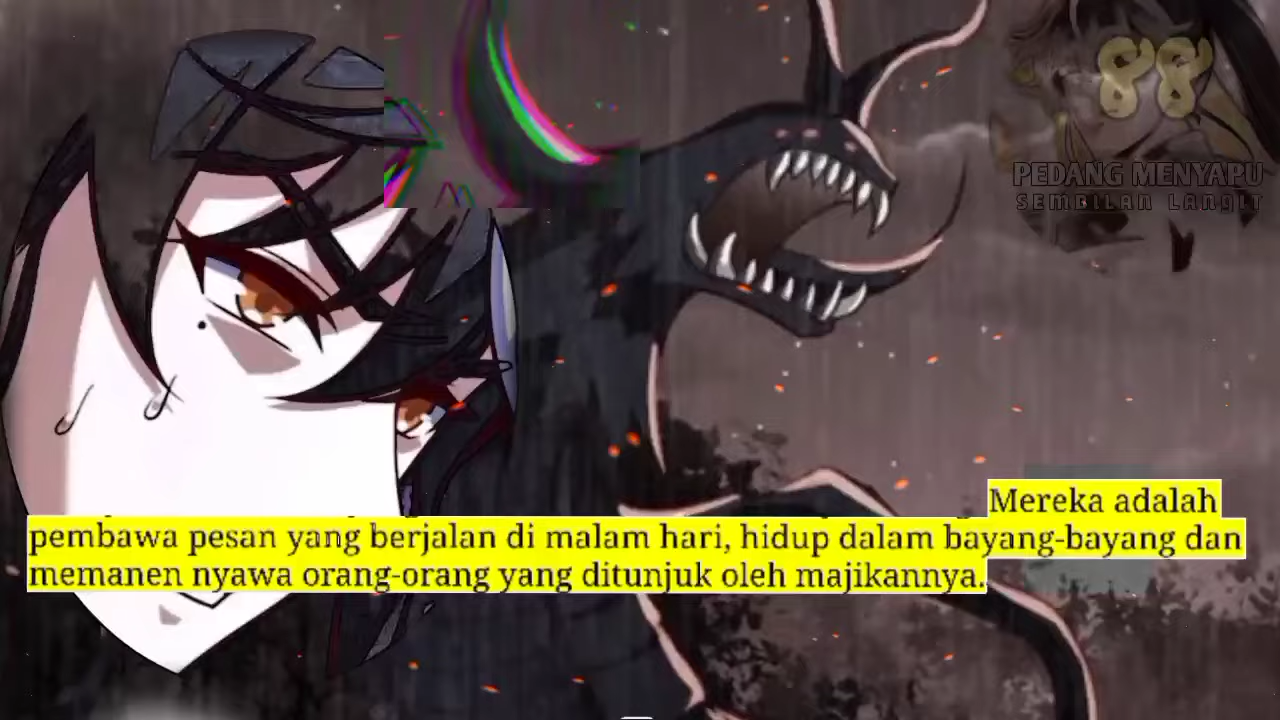 88
PEDANG MENYAPU
SEMBILAN LANGIT
Mereka adalah
pembawa pesan yang berjalan di malam hari, hidup dalam bayang-bayang dan
memanen nyawa orang-orang yang ditunjuk oleh majikannya.